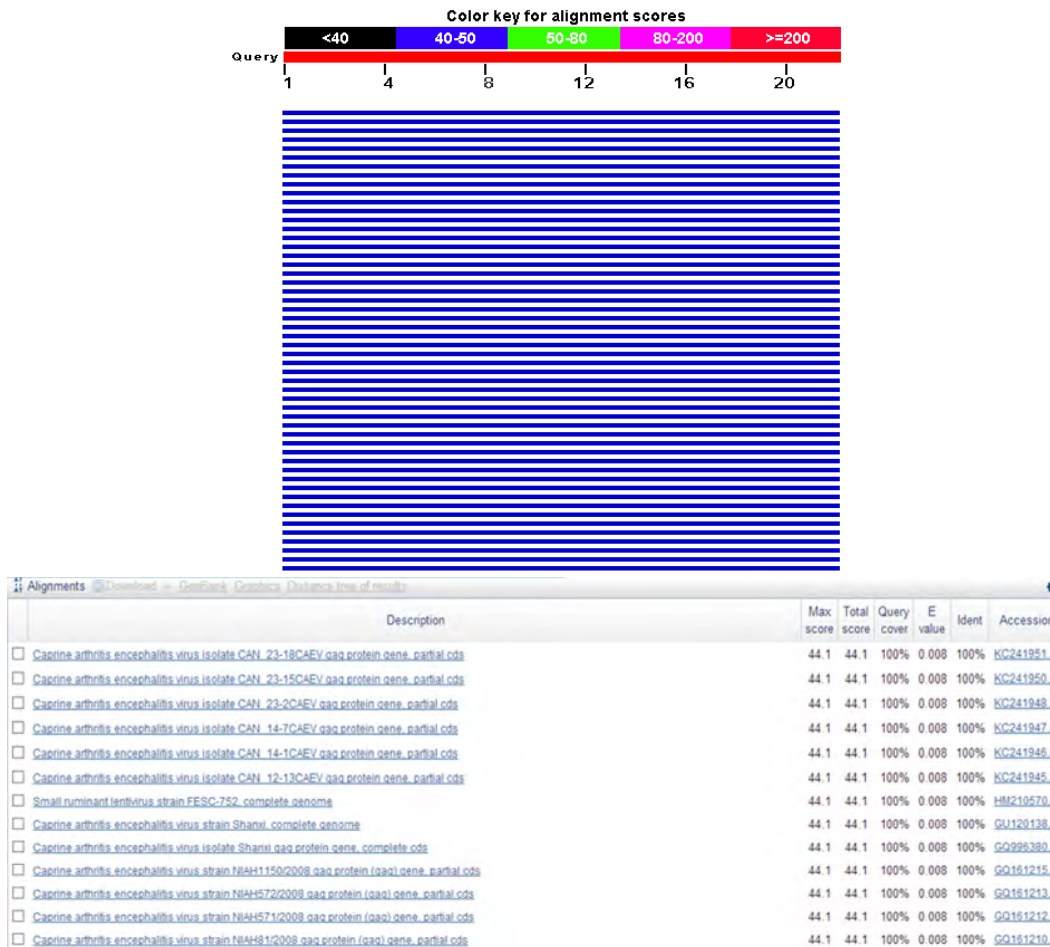 Color key for alignment scores
<40 40-50 50-80 80-200 >=200
Query
1 4 8 12 16 20
Alignments Download GenBank Graphics Distance tree of results
Description Max score Total score Query cover E value Ident Accession
Caprine arthritis encephalitis virus isolate CAN_23-18CAEV gag protein gene, partial cds 44.1 44.1 100% 0.008 100% KC241951.
Caprine arthritis encephalitis virus isolate CAN_23-15CAEV gag protein gene, partial cds 44.1 44.1 100% 0.008 100% KC241950.
Caprine arthritis encephalitis virus isolate CAN_23-2CAEV gag protein gene, partial cds 44.1 44.1 100% 0.008 100% KC241948.
Caprine arthritis encephalitis virus isolate CAN_14-7CAEV gag protein gene, partial cds 44.1 44.1 100% 0.008 100% KC241947.
Caprine arthritis encephalitis virus isolate CAN_14-1CAEV gag protein gene, partial cds 44.1 44.1 100% 0.008 100% KC241946.
Caprine arthritis encephalitis virus isolate CAN_12-13CAEV gag protein gene, partial cds 44.1 44.1 100% 0.008 100% KC241945.
Small ruminant lentivirus strain FESC-752, complete genome 44.1 44.1 100% 0.008 100% HM210570.
Caprine arthritis encephalitis virus strain Shanxi, complete genome 44.1 44.1 100% 0.008 100% GU120138.
Caprine arthritis encephalitis virus isolate Shanxi gag protein gene, complete cds 44.1 44.1 100% 0.008 100% GQ996380.
Caprine arthritis encephalitis virus strain NIAH1150/2008 gag protein (gag) gene, partial cds 44.1 44.1 100% 0.008 100% GQ161215.
Caprine arthritis encephalitis virus strain NIAH572/2008 gag protein (gag) gene, partial cds 44.1 44.1 100% 0.008 100% GQ161213.
Caprine arthritis encephalitis virus strain NIAH571/2008 gag protein (gag) gene, partial cds 44.1 44.1 100% 0.008 100% GQ161212.
Caprine arthritis encephalitis virus strain NIAH81/2008 gag protein (gag) gene, partial cds 44.1 44.1 100% 0.008 100% GQ161210.